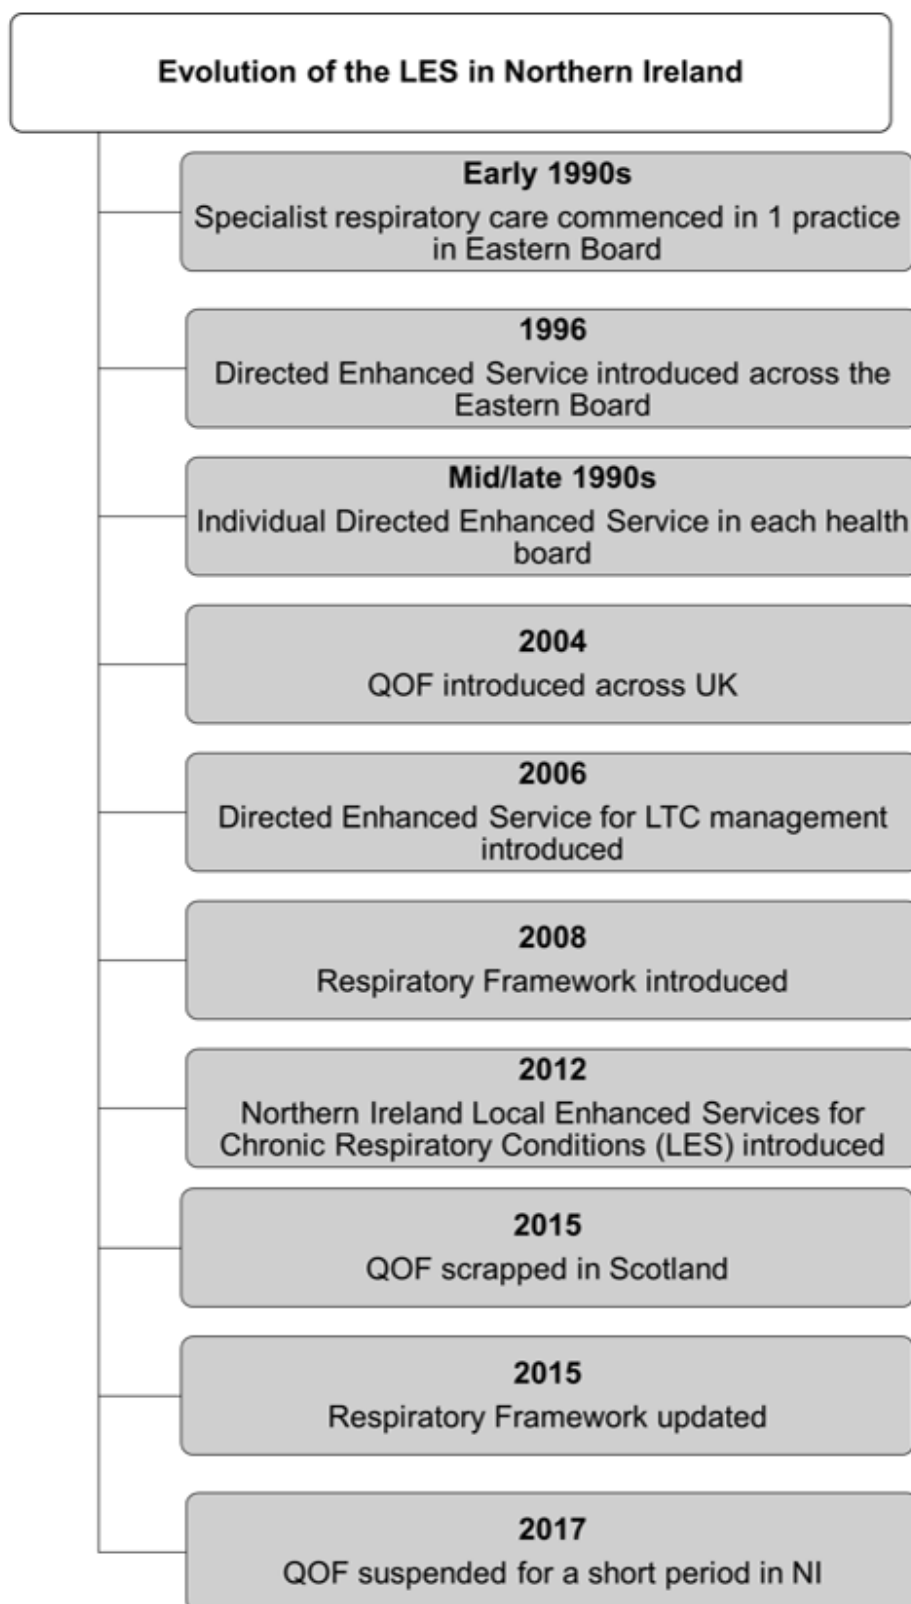 Evolution of the LES in Northern Ireland
Early 1990s
Specialist respiratory care commenced in 1 practice
in Eastern Board
1996
Directed Enhanced Service introduced across the
Eastern Board
Mid/late 1990s
Individual Directed Enhanced Service in each health
board
2004
QOF introduced across UK
2006
Directed Enhanced Service for LTC management
introduced
2008
Respiratory Framework introduced
2012
Northern Ireland Local Enhanced Services for
Chronic Respiratory Conditions (LES) introduced
2015
QOF scrapped in Scotland
2015
Respiratory Framework updated
2017
QOF suspended for a short period in NI